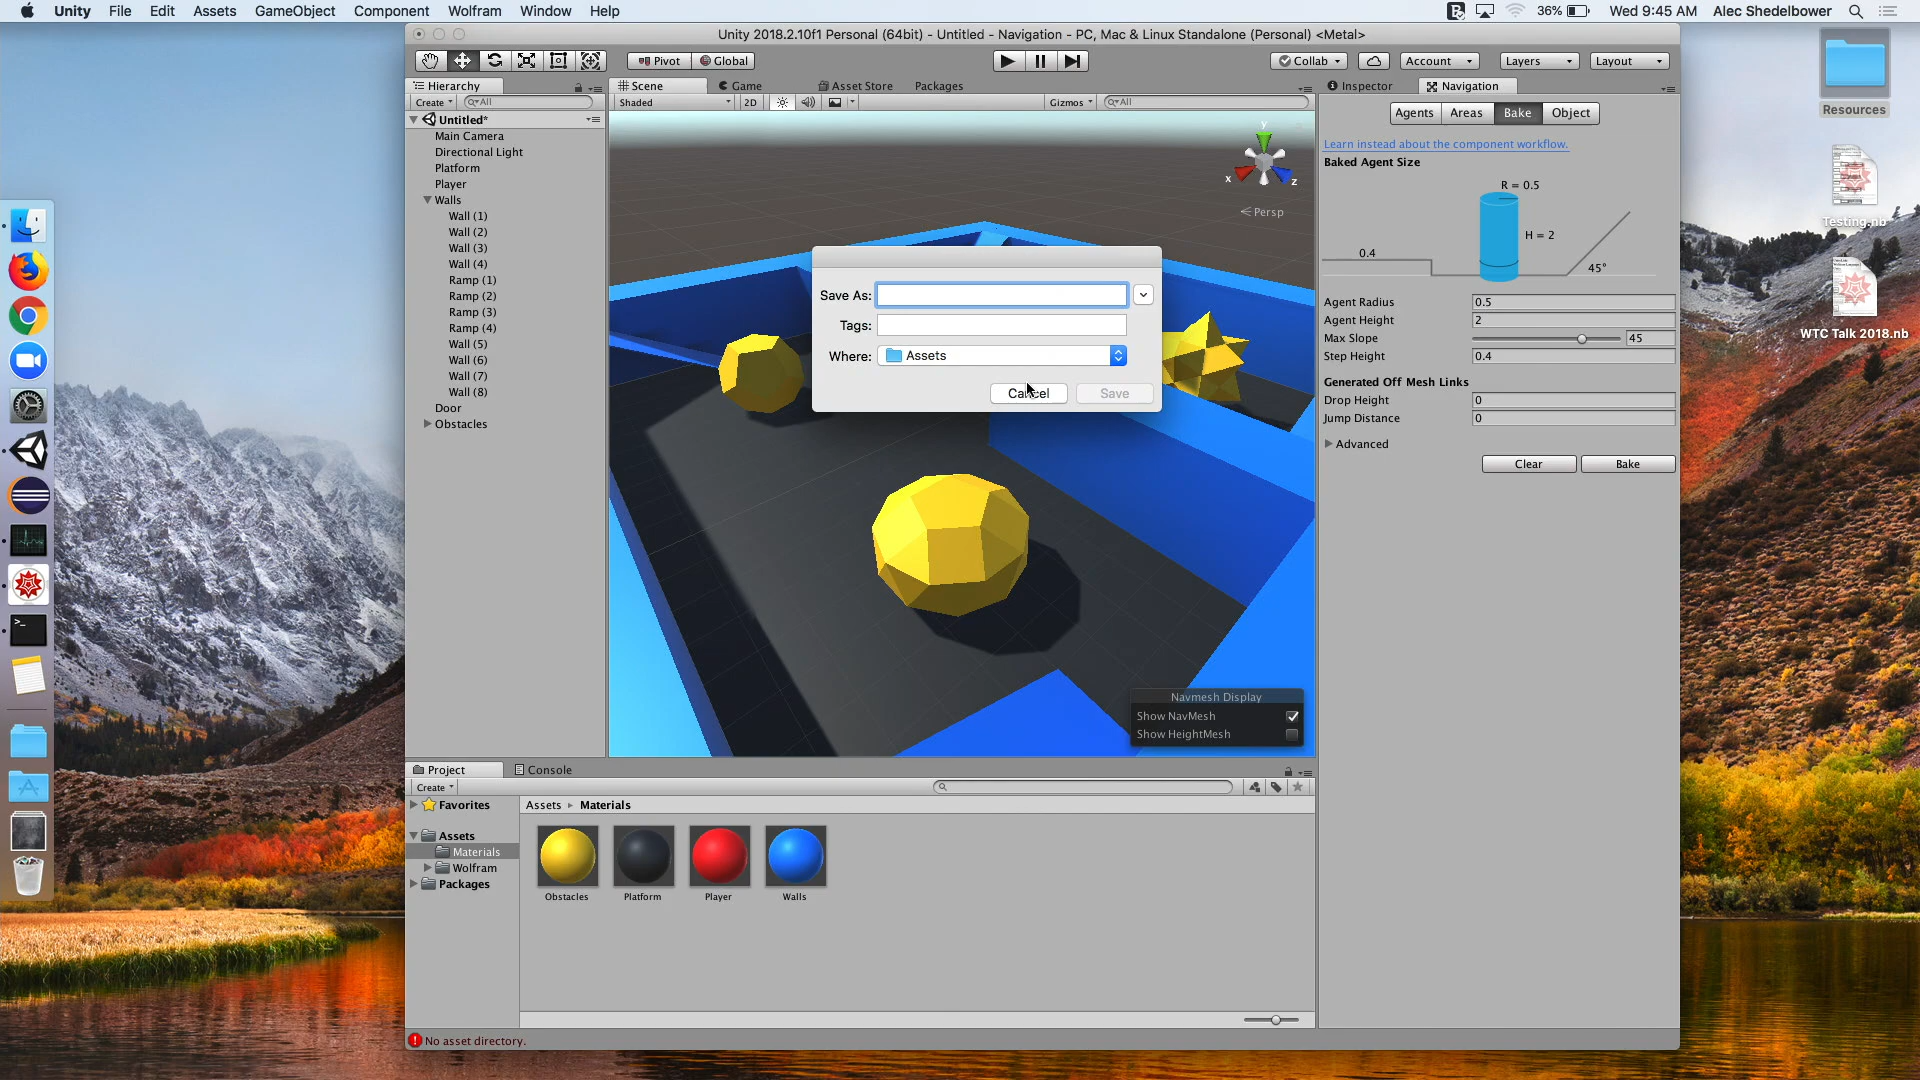 Unity File Edit Assets GameObject Component Wolfram Window Help
36% Wed 9:45 AM Alec Shedelbower
Unity 2018.2.10f1 Personal (64bit) - Untitled - Navigation - PC, Mac & Linux Standalone (Personal) <Metal>
Pivot Global
Collab Account Layers Layout
Hierarchy
Create All
Untitled*
Main Camera
Directional Light
Platform
Player
Walls
Wall (1)
Wall (2)
Wall (3)
Wall (4)
Ramp (1)
Ramp (2)
Ramp (3)
Ramp (4)
Wall (5)
Wall (6)
Wall (7)
Wall (8)
Door
Obstacles
Scene Game Asset Store Packages
Shaded 2D Gizmos All
y
x
z
Persp
Save As:
Tags:
Where: Assets
Cancel Save
Navmesh Display
Show NavMesh
Show HeightMesh
Inspector Navigation
Agents Areas Bake Object
Learn instead about the component workflow.
Baked Agent Size
R = 0.5
H = 2
0.4
45°
Agent Radius 0.5
Agent Height 2
Max Slope 45
Step Height 0.4
Generated Off Mesh Links
Drop Height 0
Jump Distance 0
Advanced
Clear Bake
Project Console
Create
Favorites
Assets
Materials
Wolfram
Packages
Assets Materials
Obstacles Platform Player Walls
No asset directory.
Resources
Testing.nb
WTC Talk 2018.nb